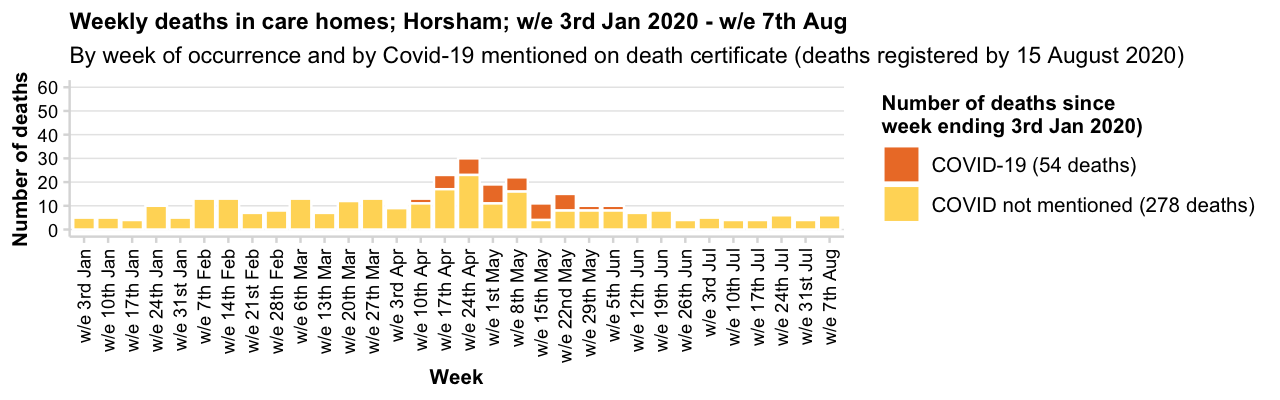 Weekly deaths in care homes; Horsham; w/e 3rd Jan 2020 - w/e 7th Aug
By week of occurrence and by Covid-19 mentioned on death certificate (deaths registered by 15 August 2020)
Number of deaths
60
50
40
30
20
10
0
w/e 3rd Jan
w/e 10th Jan
w/e 17th Jan
w/e 24th Jan
w/e 31st Jan
w/e 7th Feb
w/e 14th Feb
w/e 21st Feb
w/e 28th Feb
w/e 6th Mar
w/e 13th Mar
w/e 20th Mar
w/e 27th Mar
w/e 3rd Apr
w/e 10th Apr
w/e 17th Apr
w/e 24th Apr
w/e 1st May
w/e 8th May
w/e 15th May
w/e 22nd May
w/e 29th May
w/e 5th Jun
w/e 12th Jun
w/e 19th Jun
w/e 26th Jun
w/e 3rd Jul
w/e 10th Jul
w/e 17th Jul
w/e 24th Jul
w/e 31st Jul
w/e 7th Aug
Week
Number of deaths since
week ending 3rd Jan 2020)
COVID-19 (54 deaths)
COVID not mentioned (278 deaths)